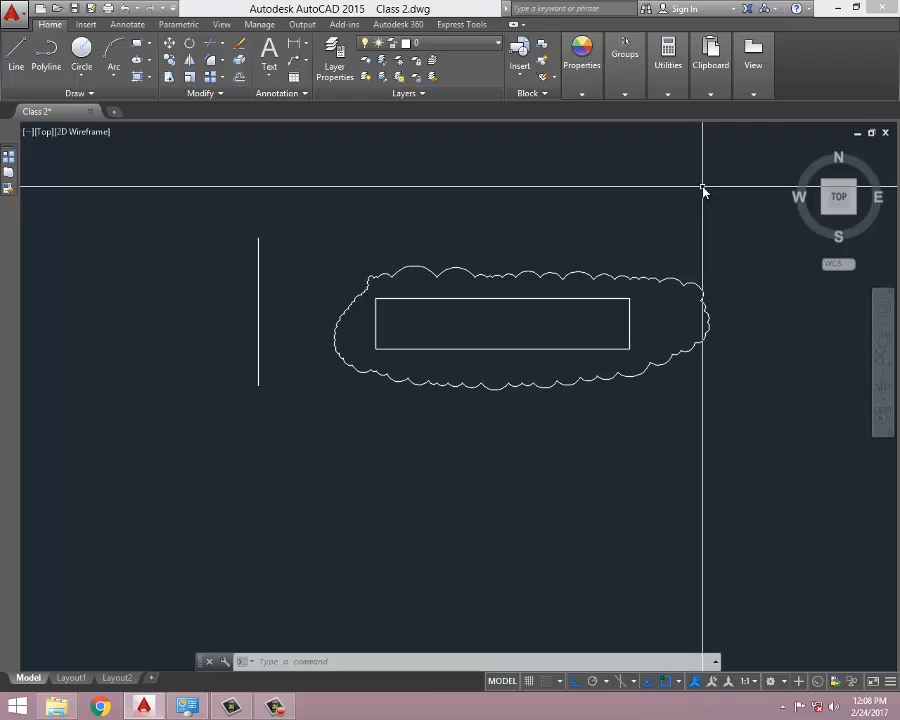 Autodesk AutoCAD 2015 Class 2.dwg
Type a keyword or phrase
Sign In
Home Insert Annotate Parametric View Manage Output Add-ins Autodesk 360 Express Tools
0
Line Polyline Circle Arc
Text
Layer Properties
Insert
Properties Groups Utilities Clipboard View
Draw Modify Annotation Layers Block
Class 2*
[−][Top][2D Wireframe]
N
W TOP E
S
WCS
Type a command
Model Layout1 Layout2
MODEL 1:1
12:08 PM
2/24/2017